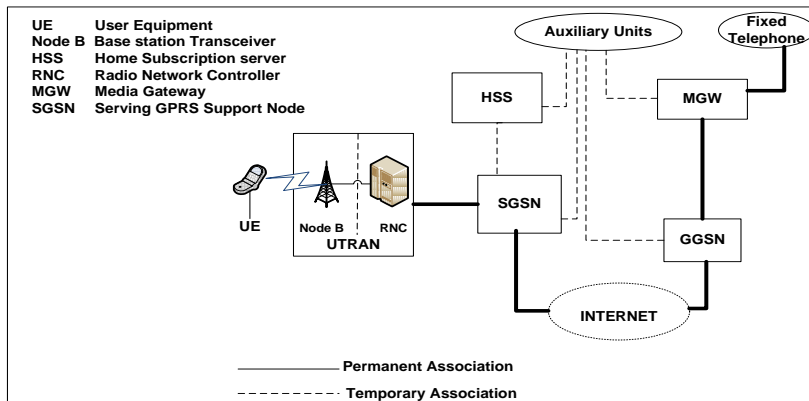 UE User Equipment
Node B Base station Transceiver
HSS Home Subscription server
RNC Radio Network Controller
MGW Media Gateway
SGSN Serving GPRS Support Node
Auxiliary Units
Fixed
Telephone
HSS
MGW
UE
Node B
RNC
UTRAN
SGSN
GGSN
INTERNET
Permanent Association
Temporary Association